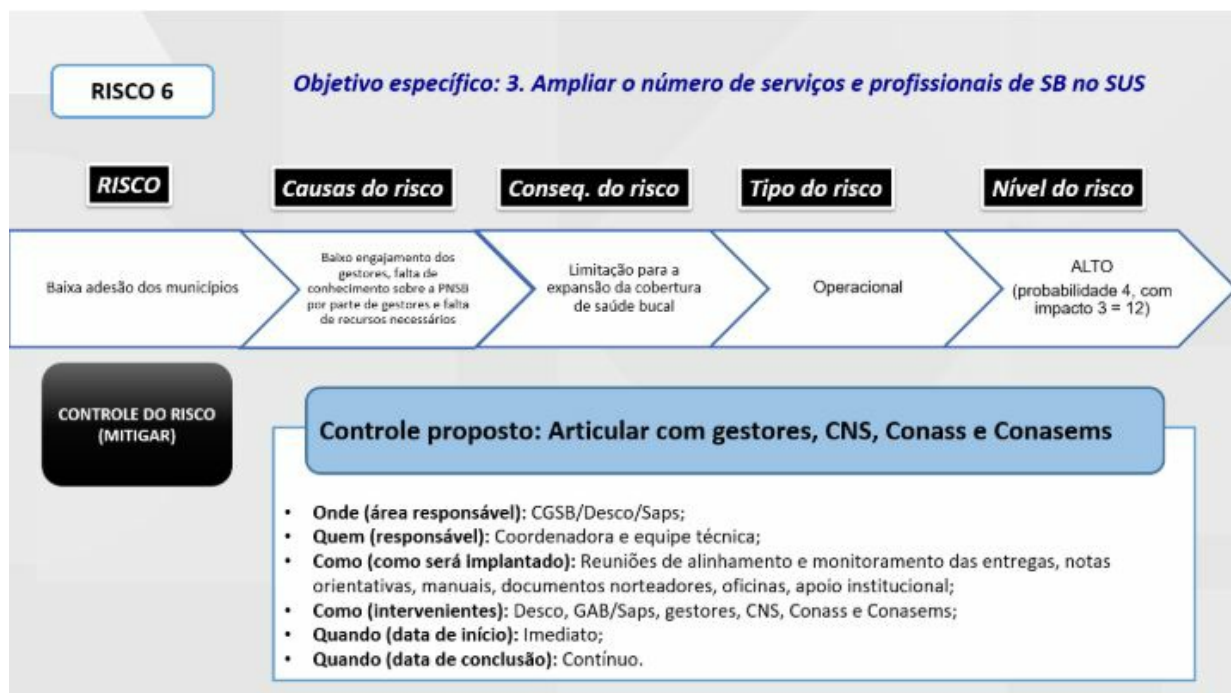 RISCO 6
Objetivo específico: 3. Ampliar o número de serviços e profissionais de SB no SUS
RISCO
Causas do risco
Conseq. do risco
Tipo do risco
Nível do risco
Baixa adesão dos municípios
Baixo engajamento dos
gestores, falta de
conhecimento sobre a PNSB
por parte de gestores e falta
de recursos necessários
Limitação para a
expansão da cobertura
de saúde bucal
Operacional
ALTO
(probabilidade 4, com
impacto 3 = 12)
CONTROLE DO RISCO
(MITIGAR)
Controle proposto: Articular com gestores, CNS, Conass e Conasems
• Onde (área responsável): CGSB/Desco/Saps;
• Quem (responsável): Coordenadora e equipe técnica;
• Como (como será implantado): Reuniões de alinhamento e monitoramento das entregas, notas
orientativas, manuais, documentos norteadores, oficinas, apoio institucional;
• Como (intervenientes): Desco, GAB/Saps, gestores, CNS, Conass e Conasems;
• Quando (data de início): Imediato;
• Quando (data de conclusão): Contínuo.